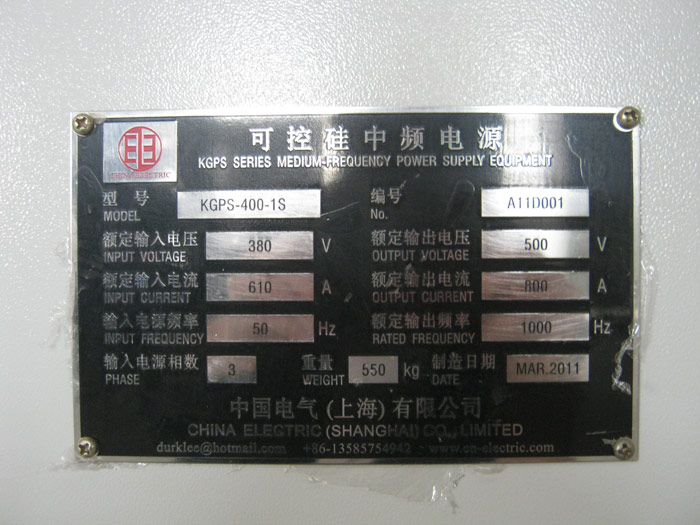 可控硅中频电源
KGPS SERIES MEDIUM-FREQUENCY POWER SUPPLY EQUIPMENT
CHINA ELECTRIC
型号 KGPS-400-1S 编号 A11D001
MODEL No.
额定输入电压 380 V 额定输出电压 500 V
INPUT VOLTAGE OUTPUT VOLTAGE
额定输入电流 610 A 额定输出电流 800 A
INPUT CURRENT OUTPUT CURRENT
输入电源频率 50 Hz 额定输出频率 1000 Hz
INPUT FREQUENCY RATED FREQUENCY
输入电源相数 3 重量 550 kg 制造日期 MAR.2011
PHASE WEIGHT DATE
中国电气(上海)有限公司
CHINA ELECTRIC (SHANGHAI) CO., LIMITED
durklee@hotmail.com +86-13585754942 www.cn-electric.com